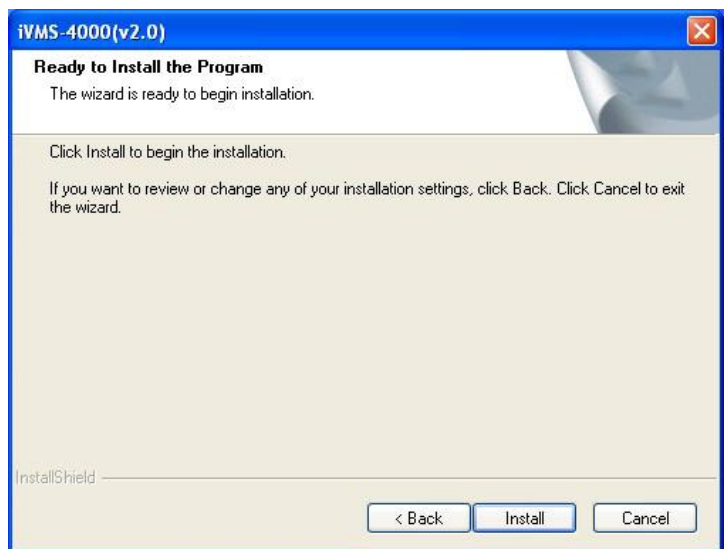 iVMS-4000(v2.0)
Ready to Install the Program
The wizard is ready to begin installation.
Click Install to begin the installation.
If you want to review or change any of your installation settings, click Back. Click Cancel to exit
the wizard.
InstallShield
< Back Install Cancel